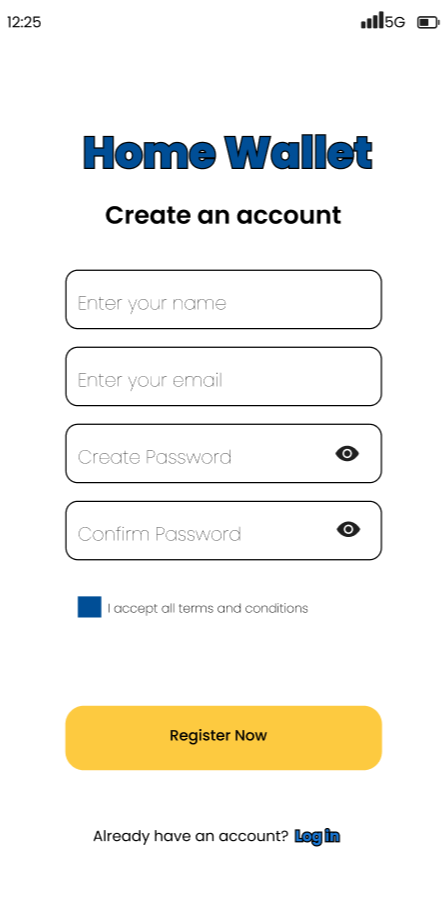 12:25
5G
Home Wallet
Create an account
Enter your name
Enter your email
Create Password
Confirm Password
I accept all terms and conditions
Register Now
Already have an account? Log in